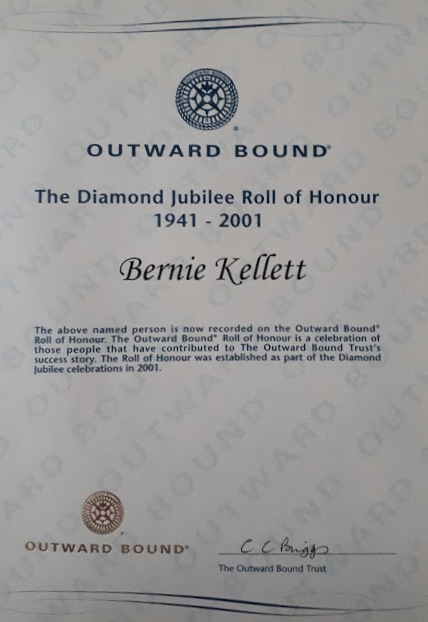 OUTWARD BOUND®
The Diamond Jubilee Roll of Honour
1941 - 2001
Bernie Kellett
The above named person is now recorded on the Outward Bound®
Roll of Honour. The Outward Bound® Roll of Honour is a celebration of
those people that have contributed to The Outward Bound Trust's
success story. The Roll of Honour was established as part of the Diamond
Jubilee celebrations in 2001.
OUTWARD BOUND®
C C Briggs
The Outward Bound Trust